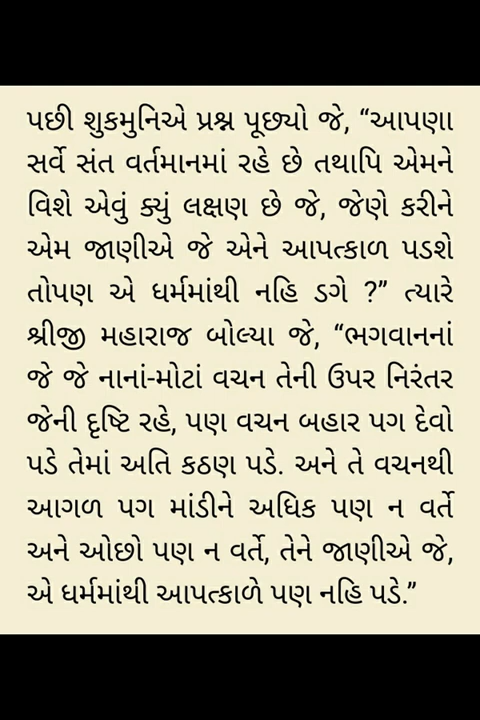 પછી શુકમુનિએ પ્રશ્ન પૂછ્યો જે, “આપણા
સર્વે સંત વર્તમાનમાં રહે છે તથાપિ એમને
વિશે એવું ક્યું લક્ષણ છે જે, જેણે કરીને
એમ જાણીએ જે એને આપત્કાળ પડશે
તોપણ એ ધર્મમાંથી નહિ ડગે ?” ત્યારે
શ્રીજી મહારાજ બોલ્યા જે, “ભગવાનનાં
જે જે નાનાં-મોટાં વચન તેની ઉપર નિરંતર
જેની દૃષ્ટિ રહે, પણ વચન બહાર પગ દેવો
પડે તેમાં અતિ કઠણ પડે. અને તે વચનથી
આગળ પગ માંડીને અધિક પણ ન વર્તે
અને ઓછો પણ ન વર્તે, તેને જાણીએ જે,
એ ધર્મમાંથી આપત્કાળે પણ નહિ પડે.”